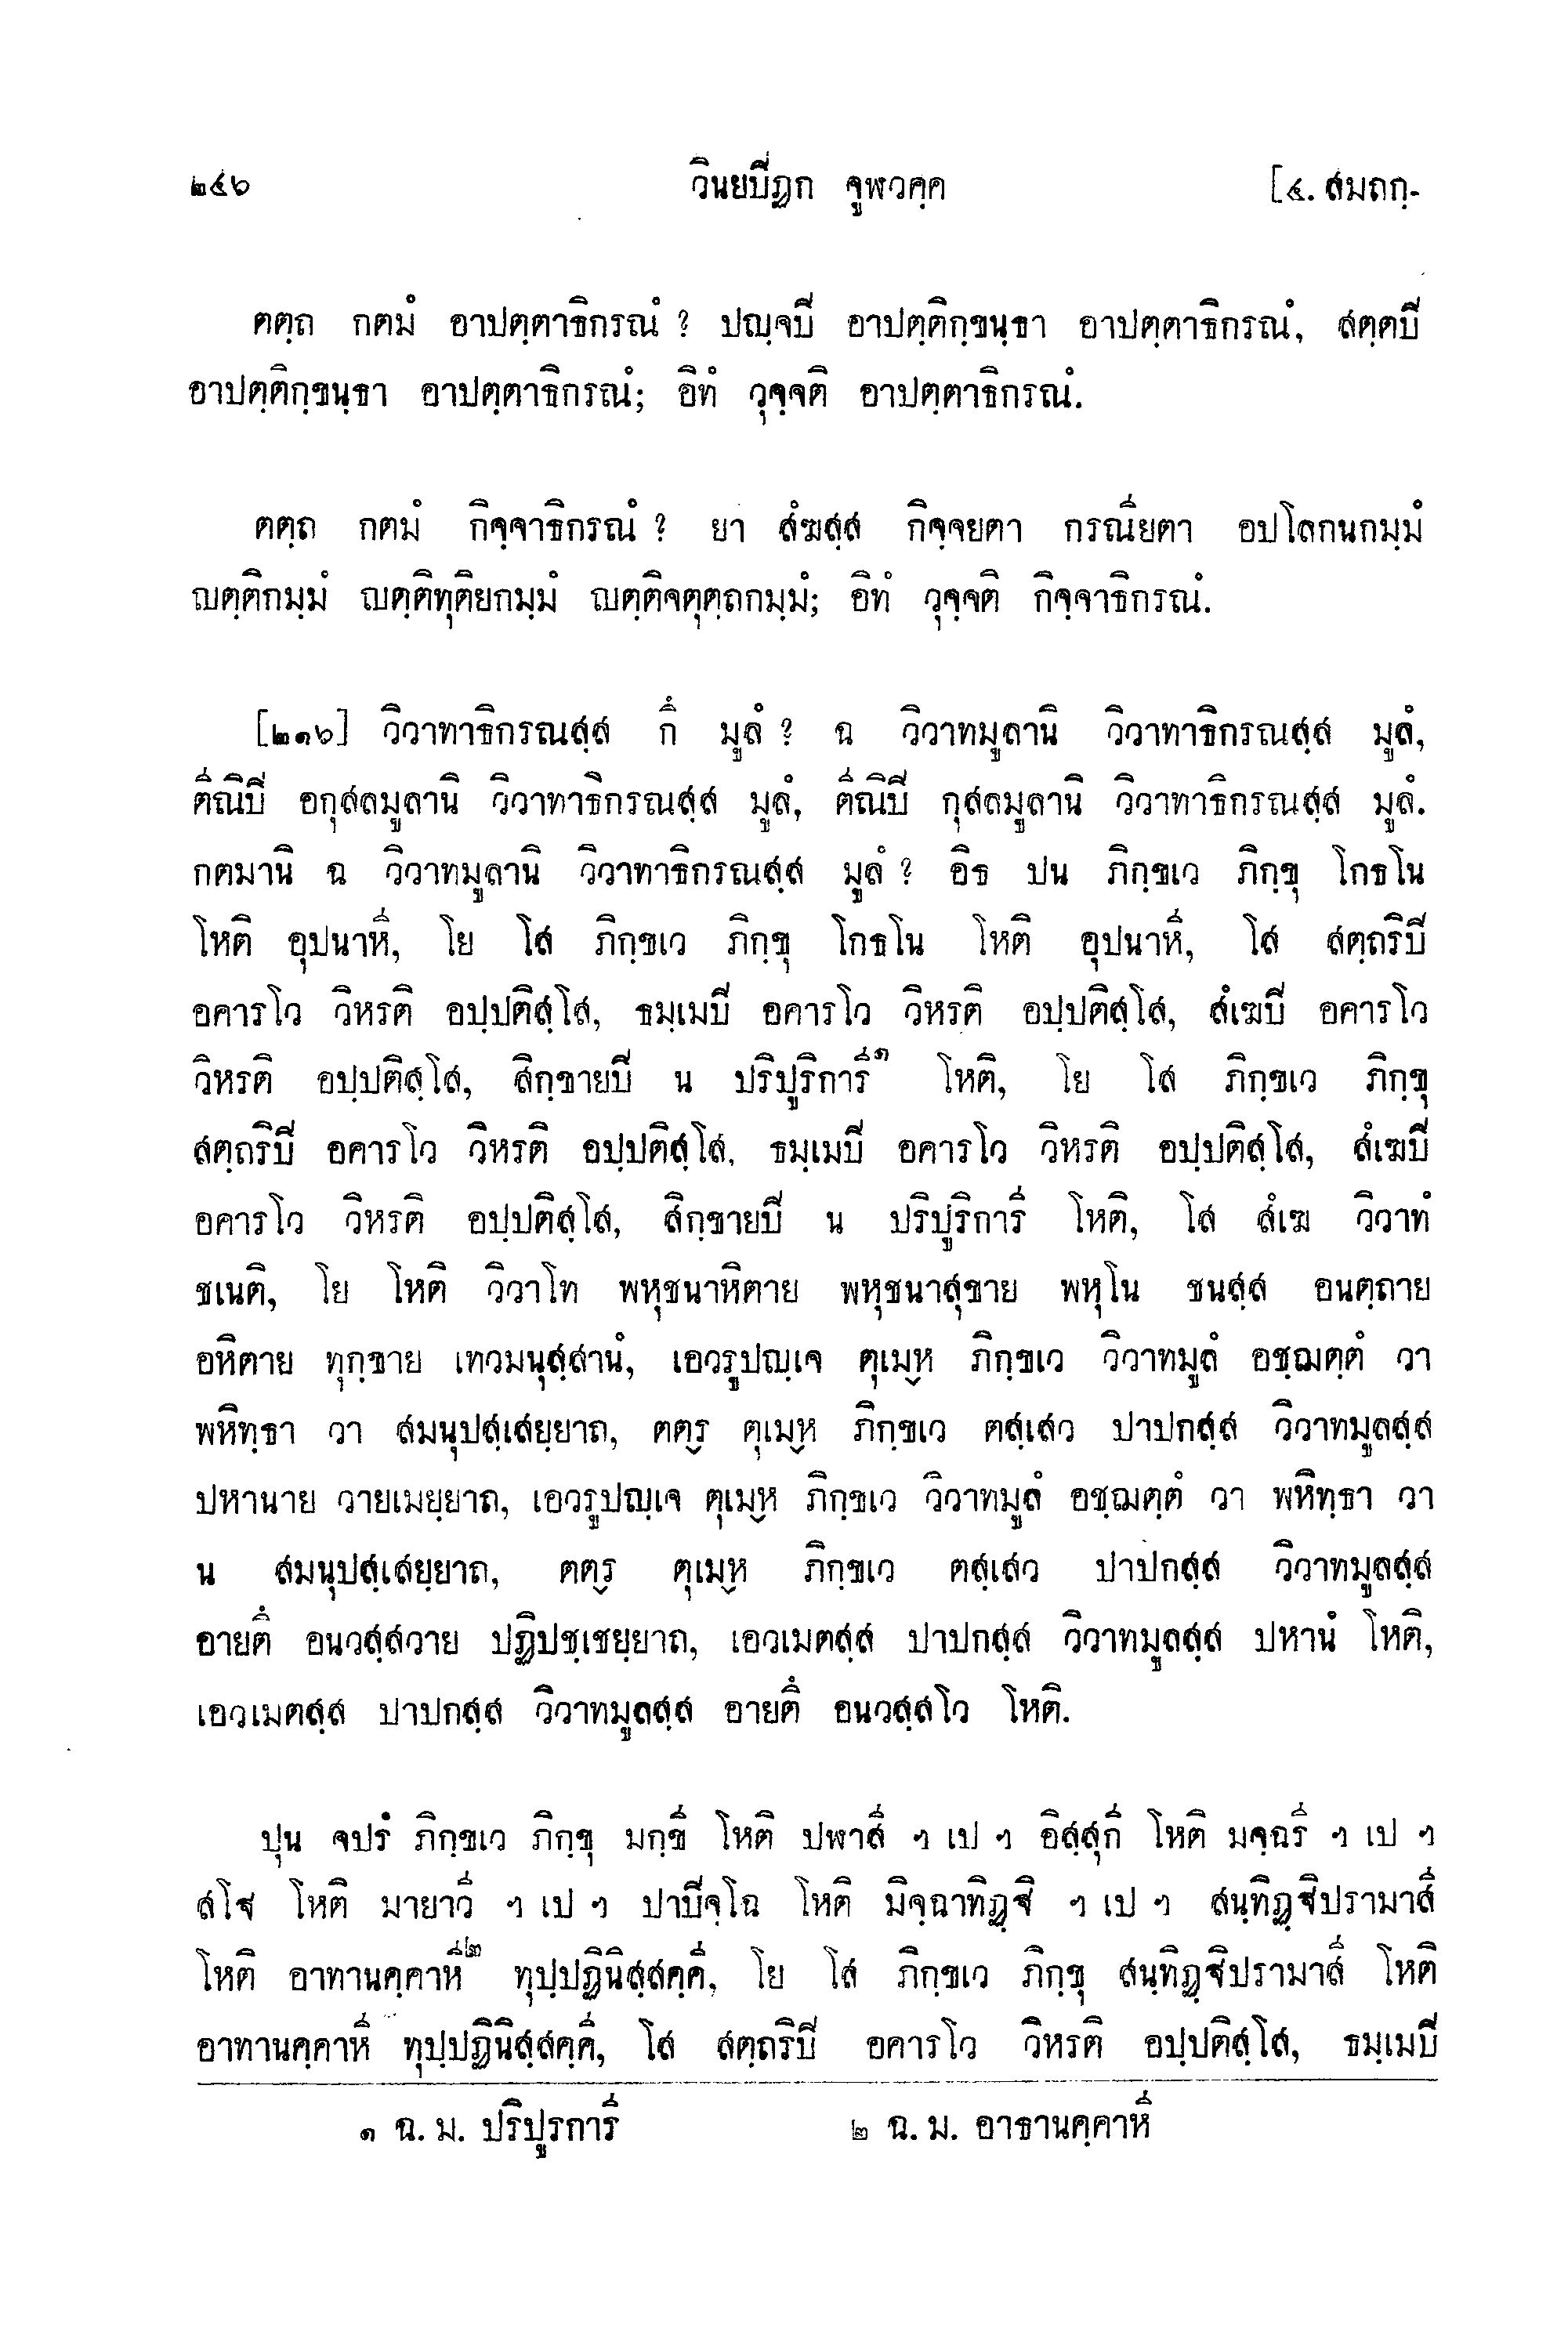 ๒๔๖ วินยปิฏก จูฬวคฺค [๔. สมถกฺ-
ตตฺถ กตมํ อาปตฺตาธิกรณํ ? ปญฺจปิ อาปตฺติกฺขนฺธา อาปตฺตาธิกรณํ, สตฺตปิ
อาปตฺติกฺขนฺธา อาปตฺตาธิกรณํ; อิทํ วุจฺจติ อาปตฺตาธิกรณํ.
ตตฺถ กตมํ กิจฺจาธิกรณํ ? ยา สํฆสฺส กิจฺจยตา กรณียตา อปโลกนกมฺมํ
ญตฺติกมฺมํ ญตฺติทุติยกมฺมํ ญตฺติจตุตฺถกมฺมํ; อิทํ วุจฺจติ กิจฺจาธิกรณํ.
[๒๑๖] วิวาทาธิกรณสฺส กึ มูลํ ? ฉ วิวาทมูลานิ วิวาทาธิกรณสฺส มูลํ,
ตีณิปิ อกุสลมูลานิ วิวาทาธิกรณสฺส มูลํ, ตีณิปิ กุสลมูลานิ วิวาทาธิกรณสฺส มูลํ.
กตมานิ ฉ วิวาทมูลานิ วิวาทาธิกรณสฺส มูลํ ? อิธ ปน ภิกฺขเว ภิกฺขุ โกธโน
โหติ อุปนาหี, โย โส ภิกฺขเว ภิกฺขุ โกธโน โหติ อุปนาหี, โส สตฺถริปิ
อคารโว วิหรติ อปฺปติสฺโส, ธมฺเมปิ อคารโว วิหรติ อปฺปติสฺโส, สํเฆปิ อคารโว
วิหรติ อปฺปติสฺโส, สิกฺขายปิ น ปริปูริการี๑ โหติ, โย โส ภิกฺขเว ภิกฺขุ
สตฺถริปิ อคารโว วิหรติ อปฺปติสฺโส, ธมฺเมปิ อคารโว วิหรติ อปฺปติสฺโส, สํเฆปิ
อคารโว วิหรติ อปฺปติสฺโส, สิกฺขายปิ น ปริปูริการี โหติ, โส สํเฆ วิวาทํ
ชเนติ, โย โหติ วิวาโท พหุชนาหิตาย พหุชนาสุขาย พหุโน ชนสฺส อนตฺถาย
อหิตาย ทุกฺขาย เทวมนุสฺสานํ, เอวรูปญฺเจ ตุเมฺห ภิกฺขเว วิวาทมูลํ อชฺฌตฺตํ วา
พหิทฺธา วา สมนุปสฺเสยฺยาถ, ตตฺร ตุเมฺห ภิกฺขเว ตสฺเสว ปาปกสฺส วิวาทมูลสฺส
ปหานาย วายเมยฺยาถ, เอวรูปญฺเจ ตุเมฺห ภิกฺขเว วิวาทมูลํ อชฺฌตฺตํ วา พหิทฺธา วา
น สมนุปสฺเสยฺยาถ, ตตฺร ตุเมฺห ภิกฺขเว ตสฺเสว ปาปกสฺส วิวาทมูลสฺส
อายตึ อนวสฺสวาย ปฏิปชฺเชยฺยาถ, เอวเมตสฺส ปาปกสฺส วิวาทมูลสฺส ปหานํ โหติ,
เอวเมตสฺส ปาปกสฺส วิวาทมูลสฺส อายตึ อนวสฺสโว โหติ.
ปุน จปรํ ภิกฺขเว ภิกฺขุ มกฺขี โหติ ปฬาสี ฯ เป ฯ อิสฺสุกี โหติ มจฺฉรี ฯ เป ฯ
สโฐ โหติ มายาวี ฯ เป ฯ ปาปิจฺโฉ โหติ มิจฺฉาทิฏฺฐิ ฯ เป ฯ สนฺทิฏฺฐิปรามาสี
โหติ อาทานคฺคาหี๒ ทุปฺปฏินิสฺสคฺคี, โย โส ภิกฺขเว ภิกฺขุ สนฺทิฏฺฐิปรามาสี โหติ
อาทานคฺคาหี ทุปฺปฏินิสฺสคฺคี, โส สตฺถริปิ อคารโว วิหรติ อปฺปติสฺโส, ธมฺเมปิ
๑ ฉ. ม. ปริปูรการี ๒ ฉ. ม. อาธานคฺคาหี